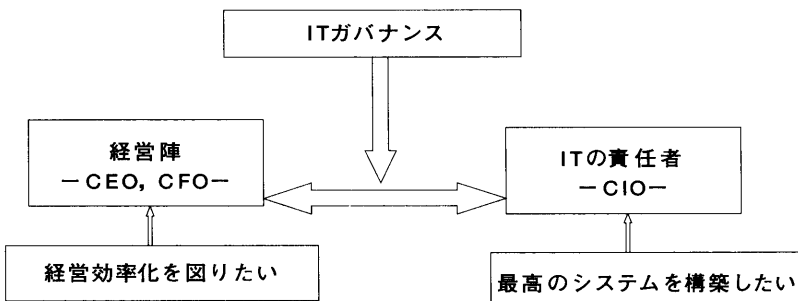 ITガバナンス
経営陣
－CEO, CFO－
ITの責任者
－CIO－
経営効率化を図りたい
最高のシステムを構築したい